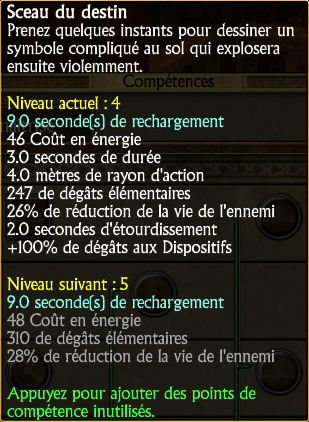 Sceau du destin
Prenez quelques instants pour dessiner un
symbole compliqué au sol qui explosera
ensuite violemment.
Compétences
Niveau actuel : 4
9.0 seconde(s) de rechargement
46 Coût en énergie
3.0 secondes de durée
4.0 mètres de rayon d'action
247 de dégâts élémentaires
26% de réduction de la vie de l'ennemi
2.0 secondes d'étourdissement
+100% de dégâts aux Dispositifs
Niveau suivant : 5
9.0 seconde(s) de rechargement
48 Coût en énergie
310 de dégâts élémentaires
28% de réduction de la vie de l'ennemi
Appuyez pour ajouter des points de
compétence inutilisés.